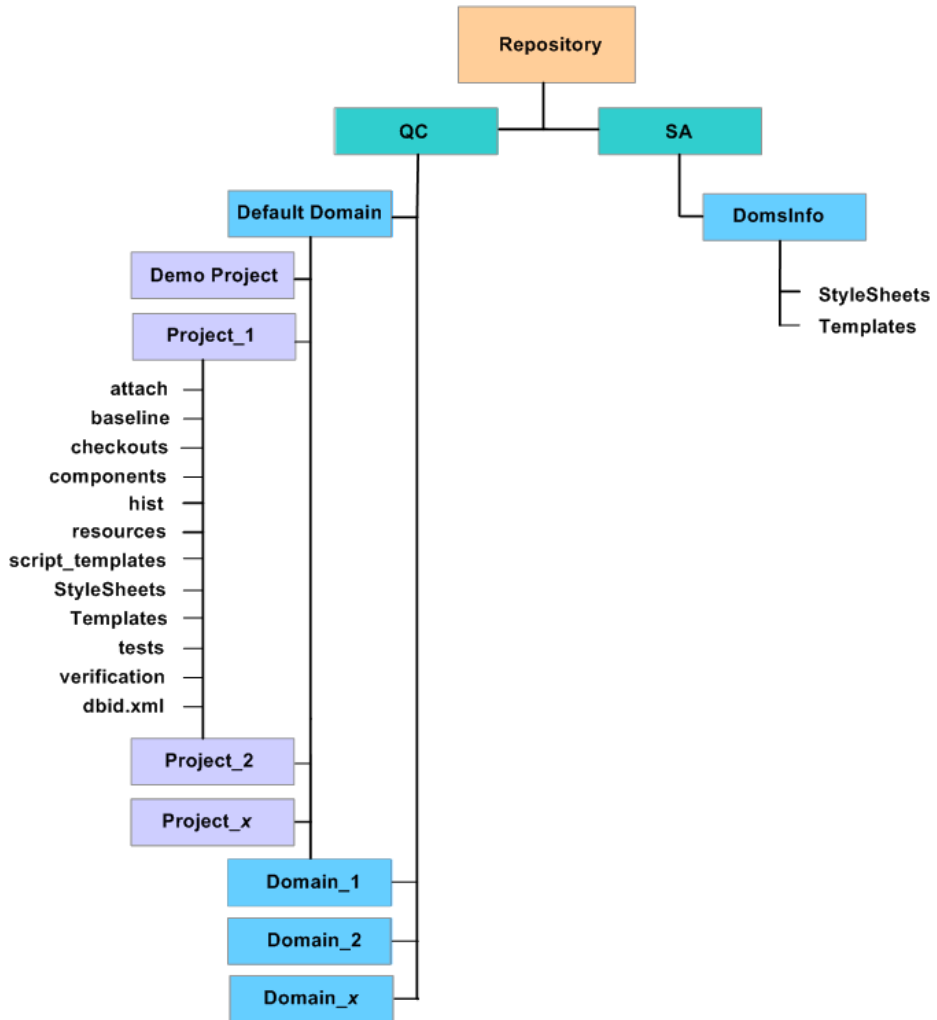 Repository
QC
SA
Default Domain
DomsInfo
Demo Project
StyleSheets
Templates
Project_1
attach
baseline
checkouts
components
hist
resources
script_templates
StyleSheets
Templates
tests
verification
dbid.xml
Project_2
Project_x
Domain_1
Domain_2
Domain_x